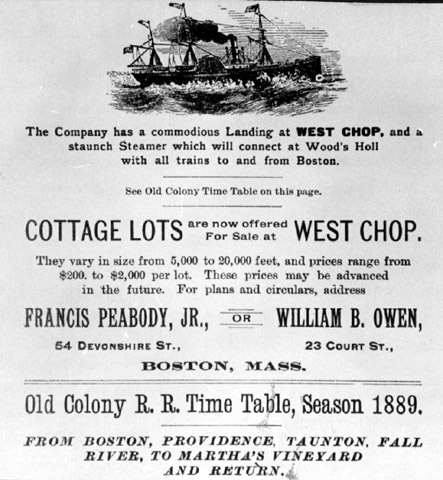 The Company has a commodious Landing at WEST CHOP, and a
staunch Steamer which will connect at Wood's Holl
with all trains to and from Boston.
See Old Colony Time Table on this page.
COTTAGE LOTS are now offered For Sale at WEST CHOP.
They vary in size from 5,000 to 20,000 feet, and prices range from
$200. to $2,000 per lot. These prices may be advanced
in the future. For plans and circulars, address
FRANCIS PEABODY, JR., OR WILLIAM B. OWEN,
54 DEVONSHIRE ST., 23 COURT ST.,
BOSTON, MASS.
Old Colony R. R. Time Table, Season 1889.
FROM BOSTON, PROVIDENCE, TAUNTON, FALL
RIVER, TO MARTHA'S VINEYARD
AND RETURN.